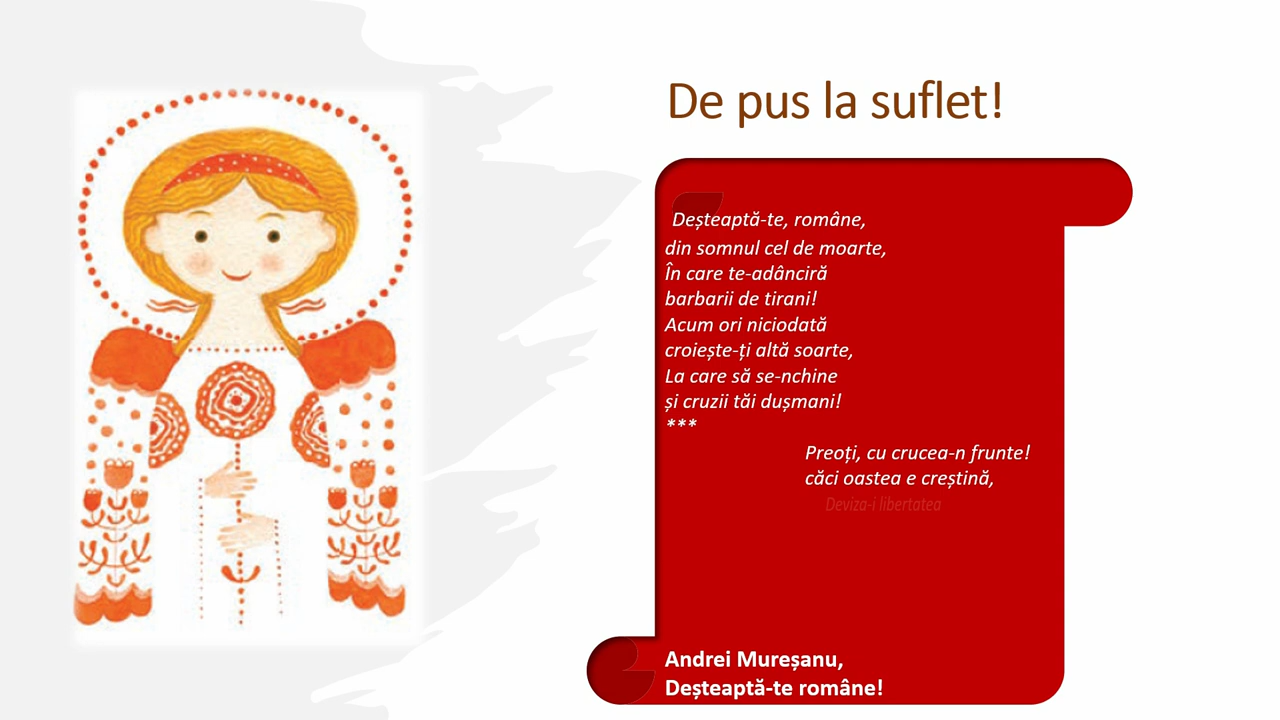 De pus la suflet!
Deșteaptă-te, române,
din somnul cel de moarte,
În care te-adânciră
barbarii de tirani!
Acum ori niciodată
croiește-ți altă soarte,
La care să se-nchine
și cruzii tăi dușmani!
***
Preoți, cu crucea-n frunte!
căci oastea e creștină,
Deviza-i libertatea
Andrei Mureșanu,
Deșteaptă-te române!